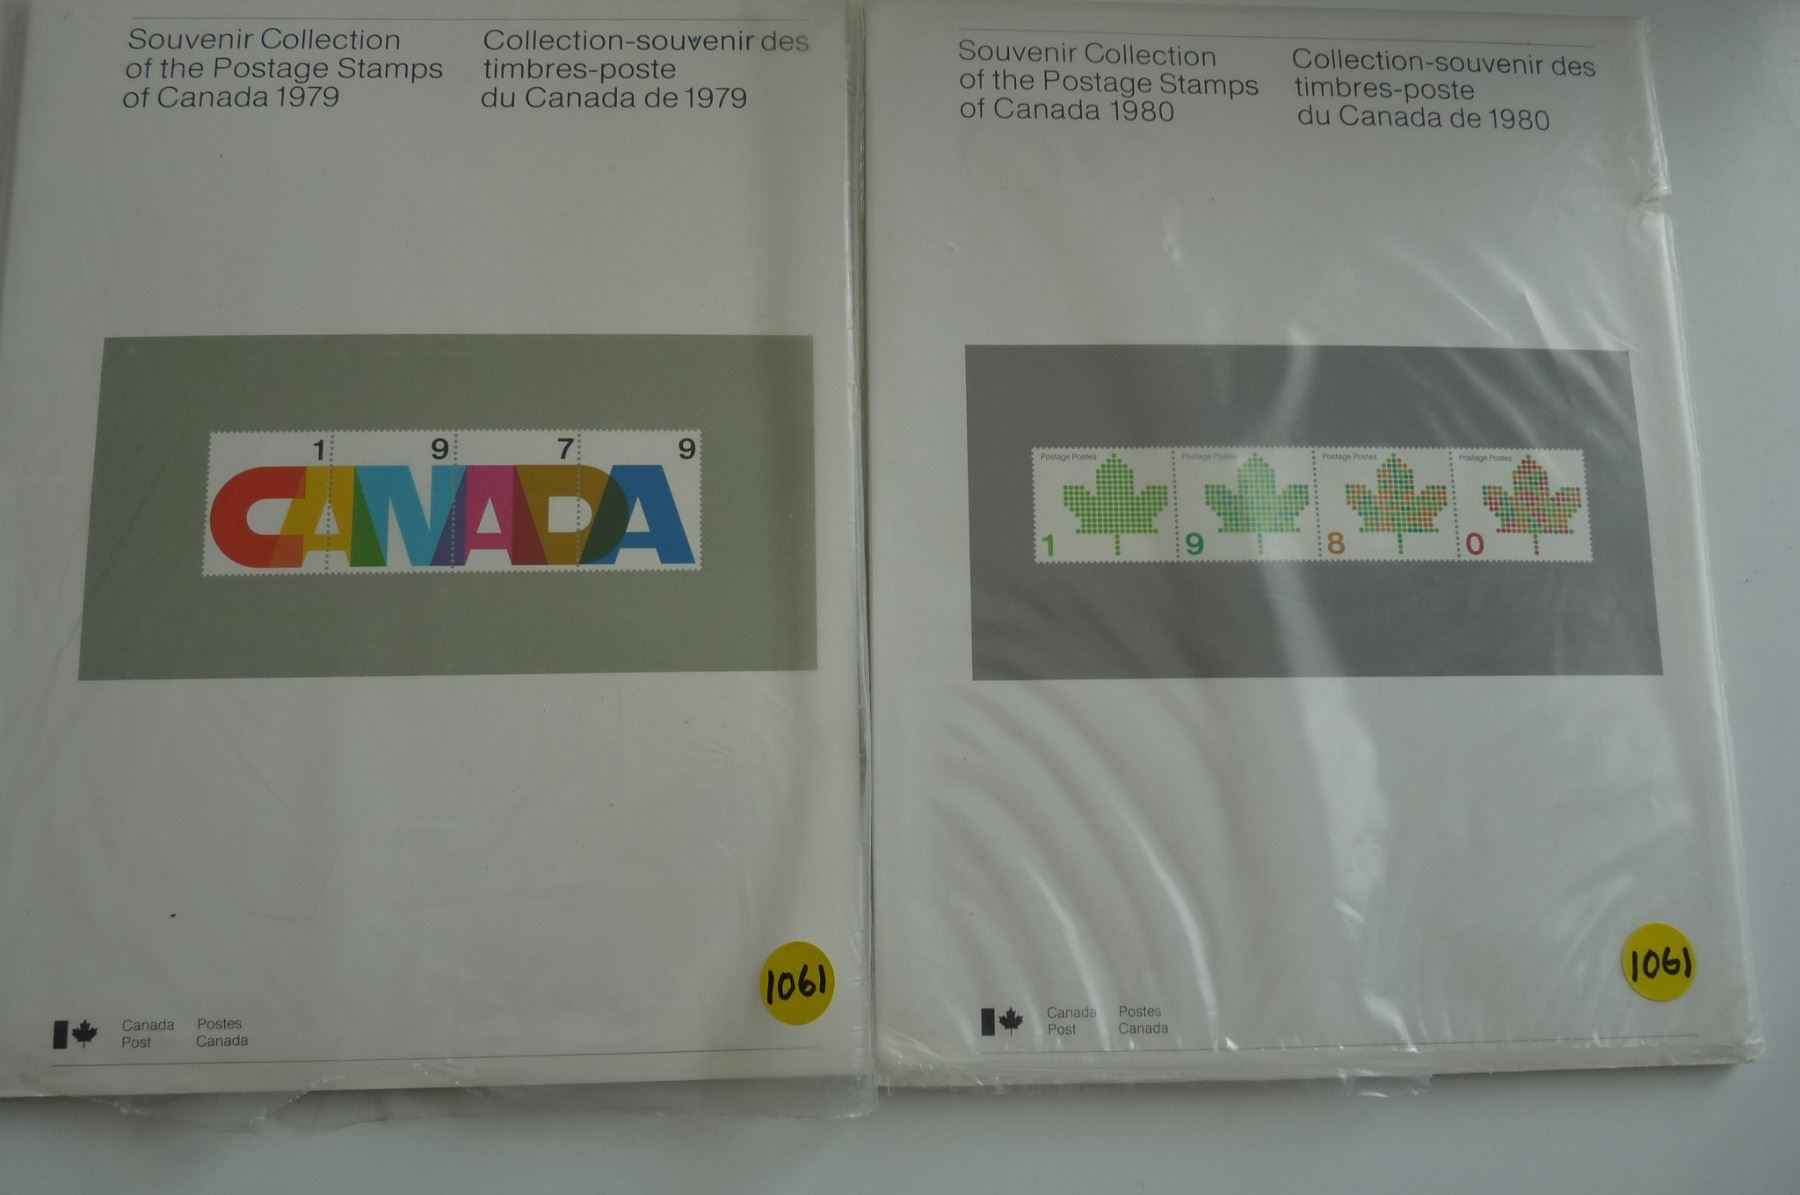 Souvenir Collection
of the Postage Stamps
of Canada 1979
Collection-souvenir des
timbres-poste
du Canada de 1979
1 9 7 9
CANADA
1061
Canada
Post
Postes
Canada
Souvenir Collection
of the Postage Stamps
of Canada 1980
Collection-souvenir des
timbres-poste
du Canada de 1980
Postage Postes Postage Postes Postage Postes Postage Postes
1 9 8 0
1061
Canada
Post
Postes
Canada